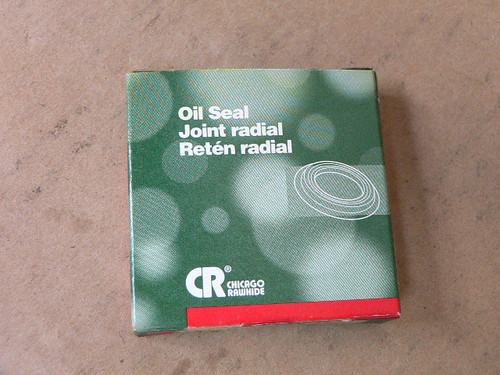 Oil Seal
Joint radial
Retén radial
CR®
CHICAGO
RAWHIDE